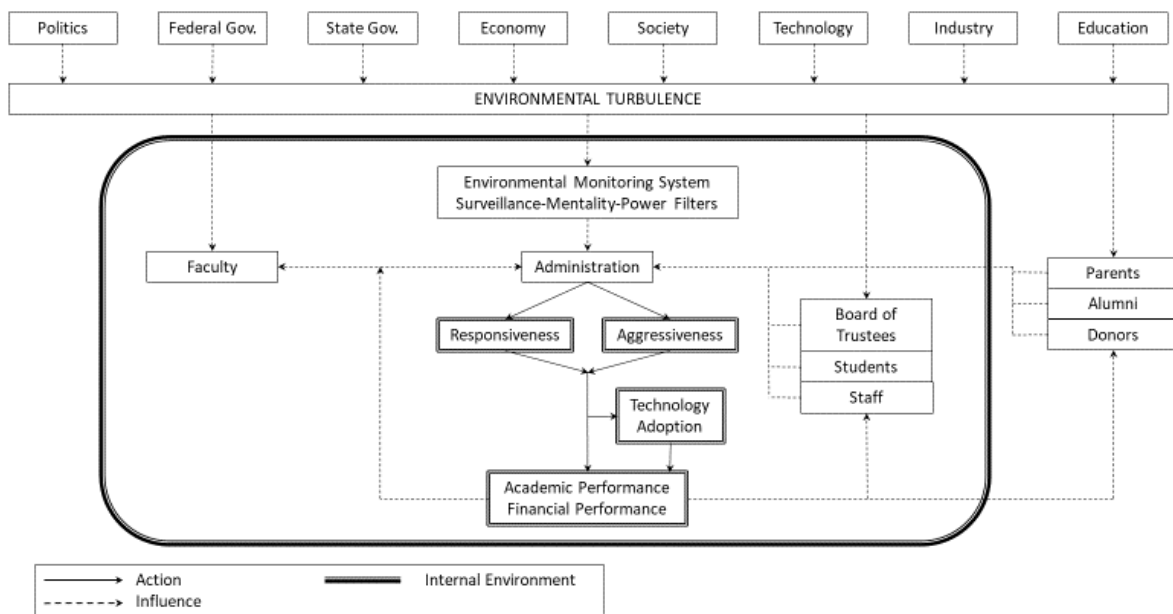 Politics
Federal Gov.
State Gov.
Economy
Society
Technology
Industry
Education
ENVIRONMENTAL TURBULENCE
Environmental Monitoring System
Surveillance-Mentality-Power Filters
Faculty
Administration
Parents
Alumni
Donors
Board of
Trustees
Students
Staff
Responsiveness
Aggressiveness
Technology
Adoption
Academic Performance
Financial Performance
Action
Internal Environment
Influence